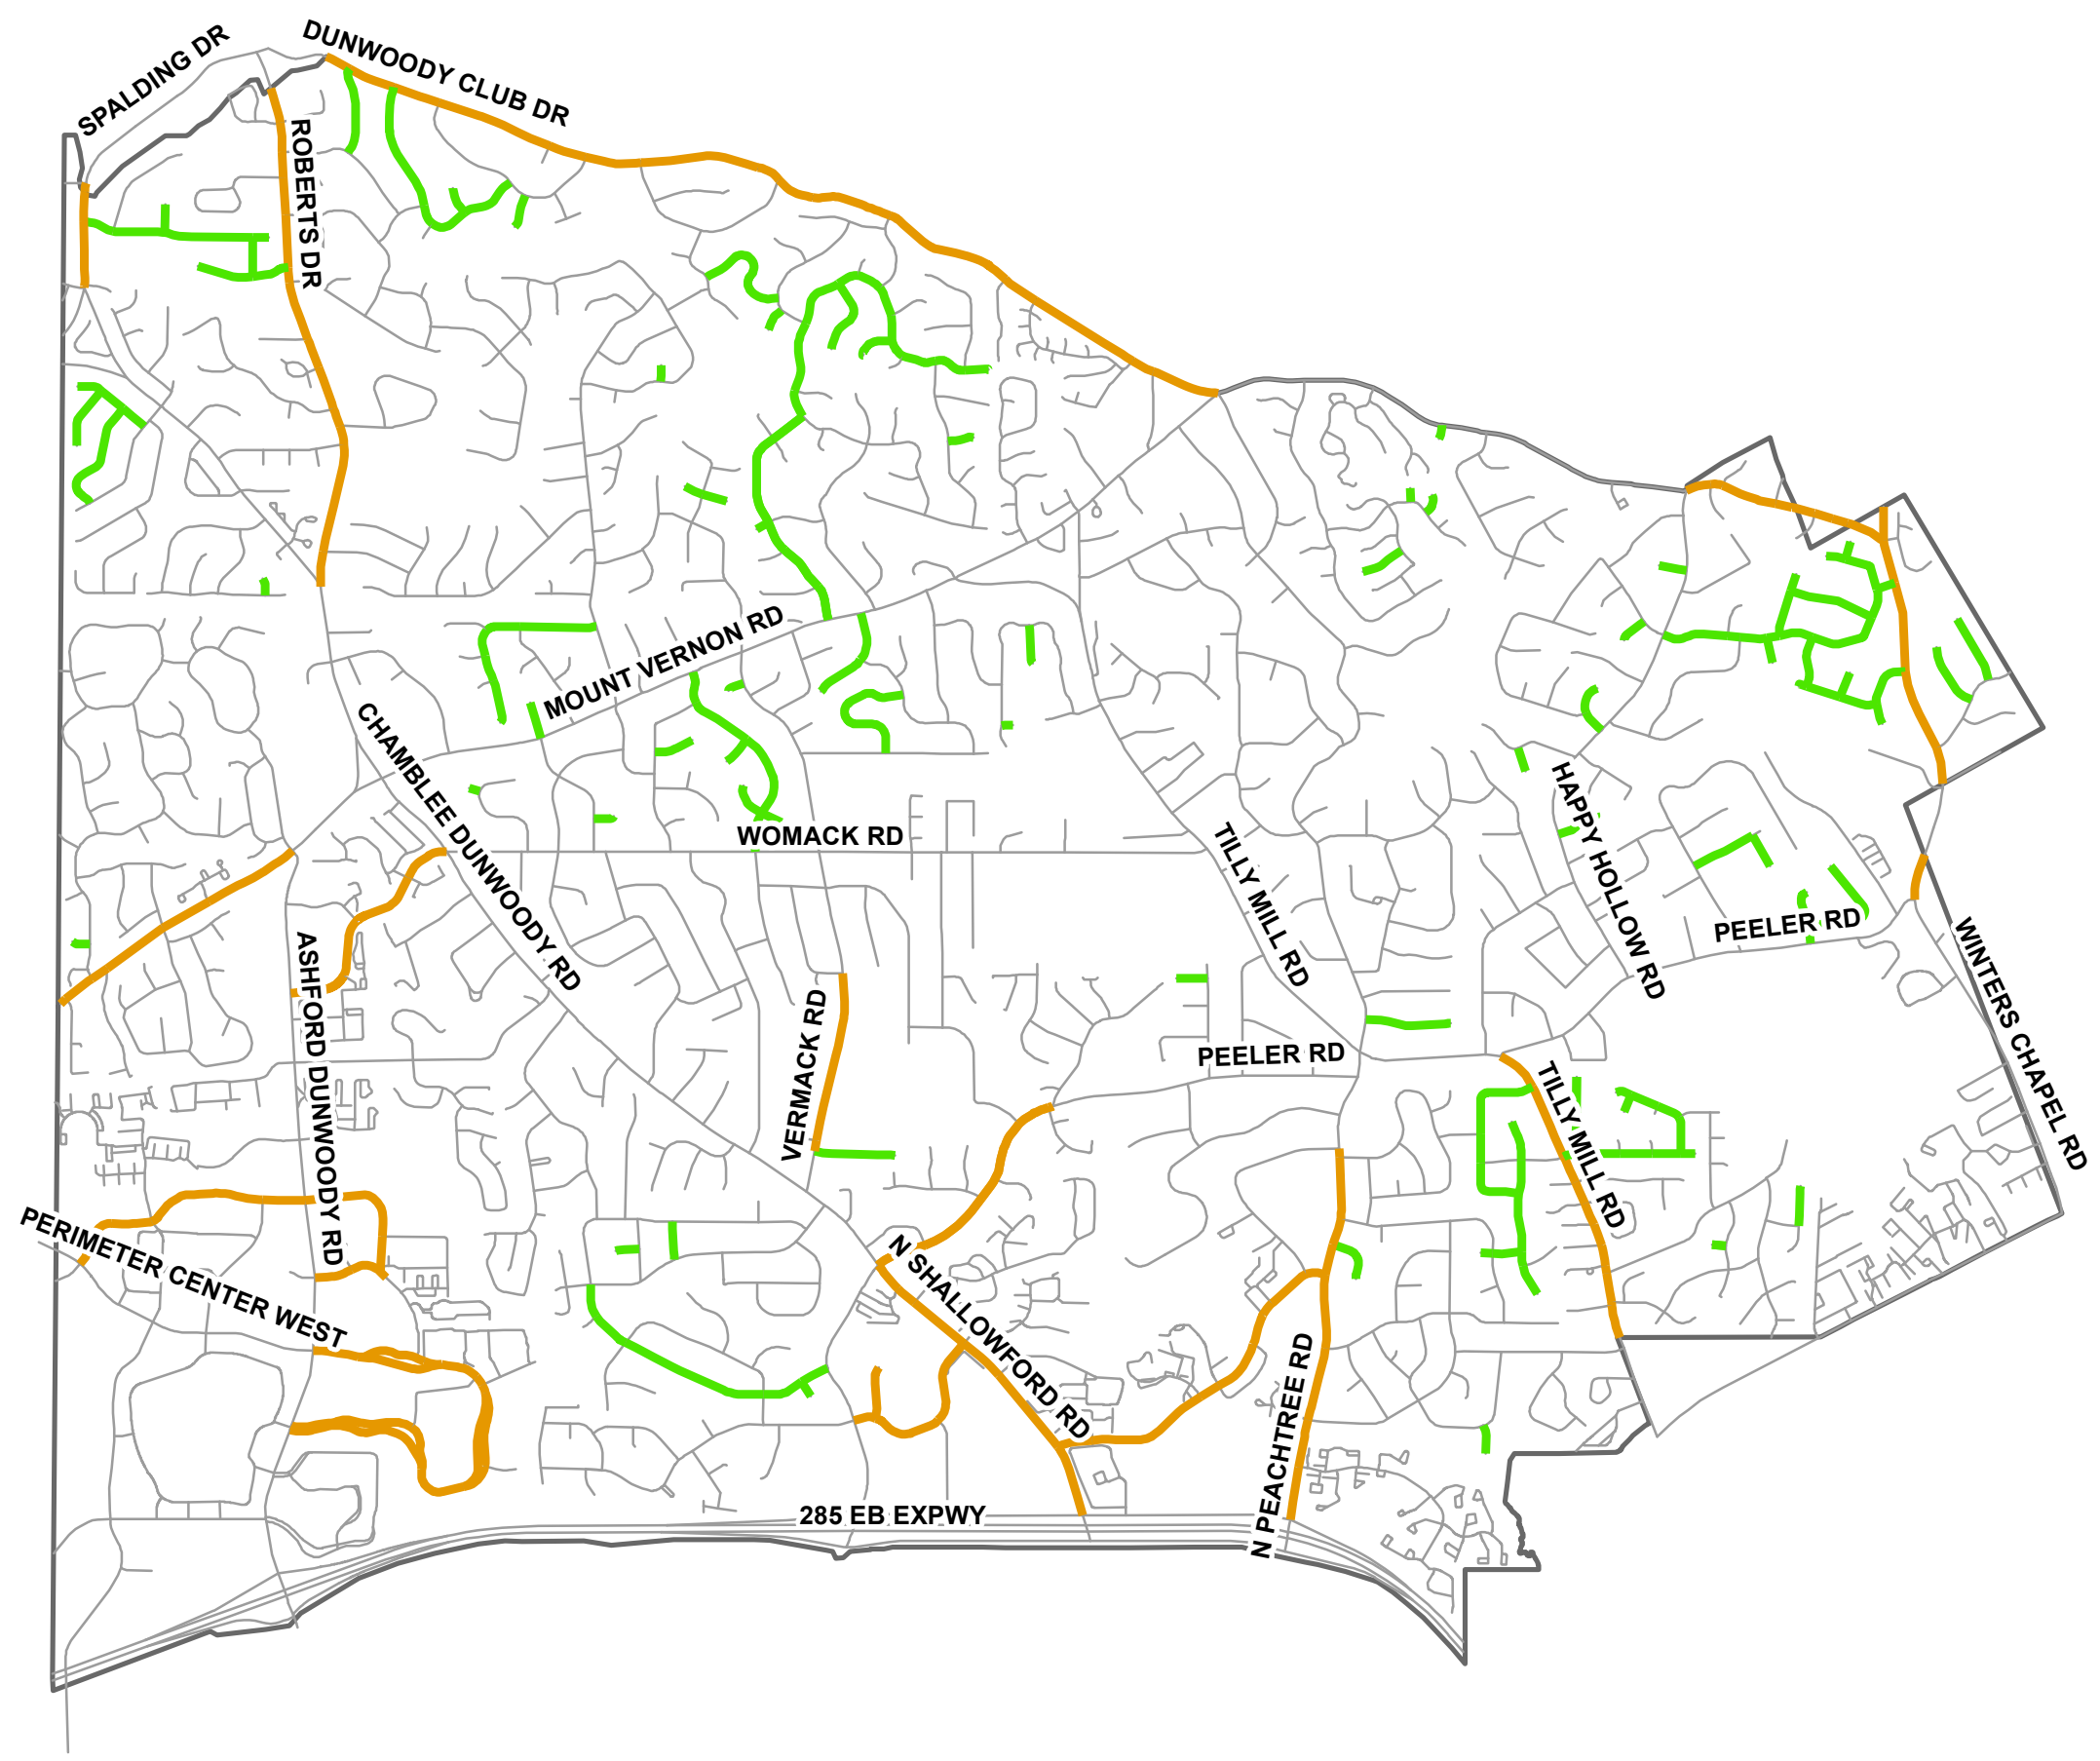 SPALDING DR
DUNWOODY CLUB DR
ROBERTS DR
MOUNT VERNON RD
CHAMBLEE DUNWOODY RD
WOMACK RD
TILLY MILL RD
HAPPY HOLLOW RD
PEELER RD
WINTERS CHAPEL RD
ASHFORD DUNWOODY RD
VERMACK RD
PEELER RD
TILLY MILL RD
PERIMETER CENTER WEST
N SHALLOWFORD RD
N PEACHTREE RD
285 EB EXPWY